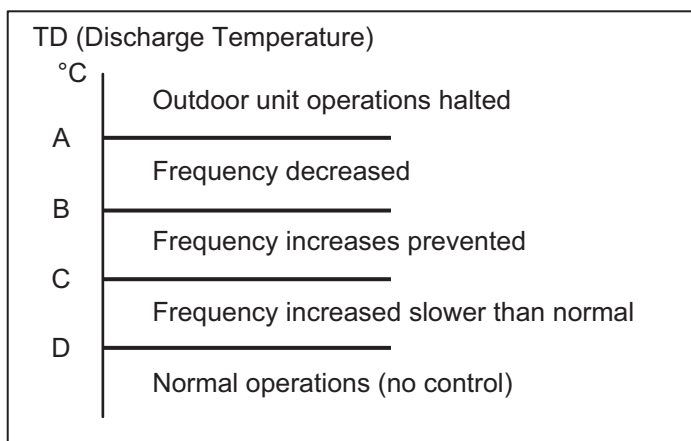 TD (Discharge Temperature)
°C
Outdoor unit operations halted
A
Frequency decreased
B
Frequency increases prevented
C
Frequency increased slower than normal
D
Normal operations (no control)